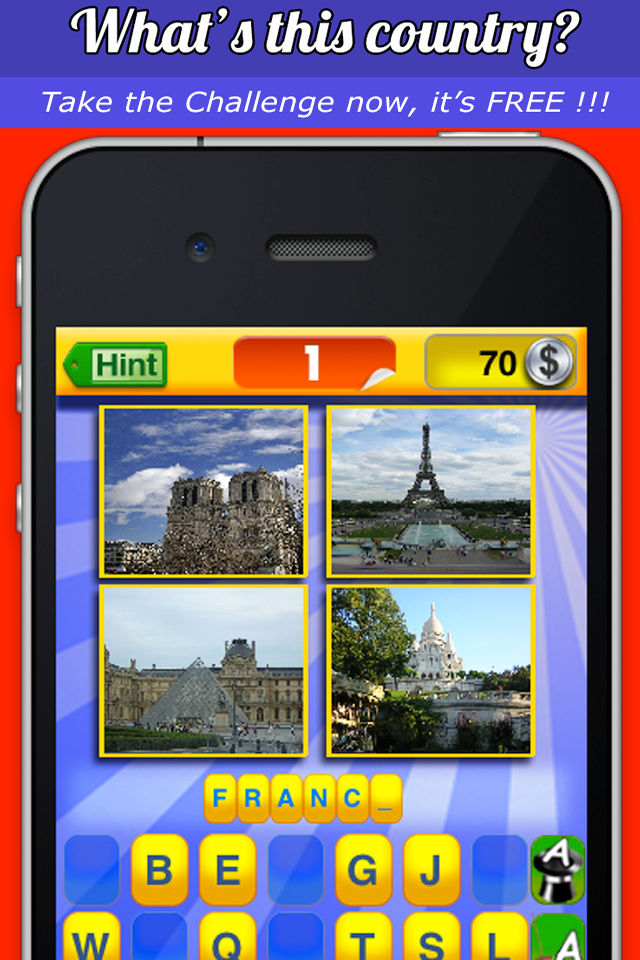 What's this country?
Take the Challenge now, it's FREE !!!
Hint 1 70 $
F R A N C _
B E G J A
W Q T S L A